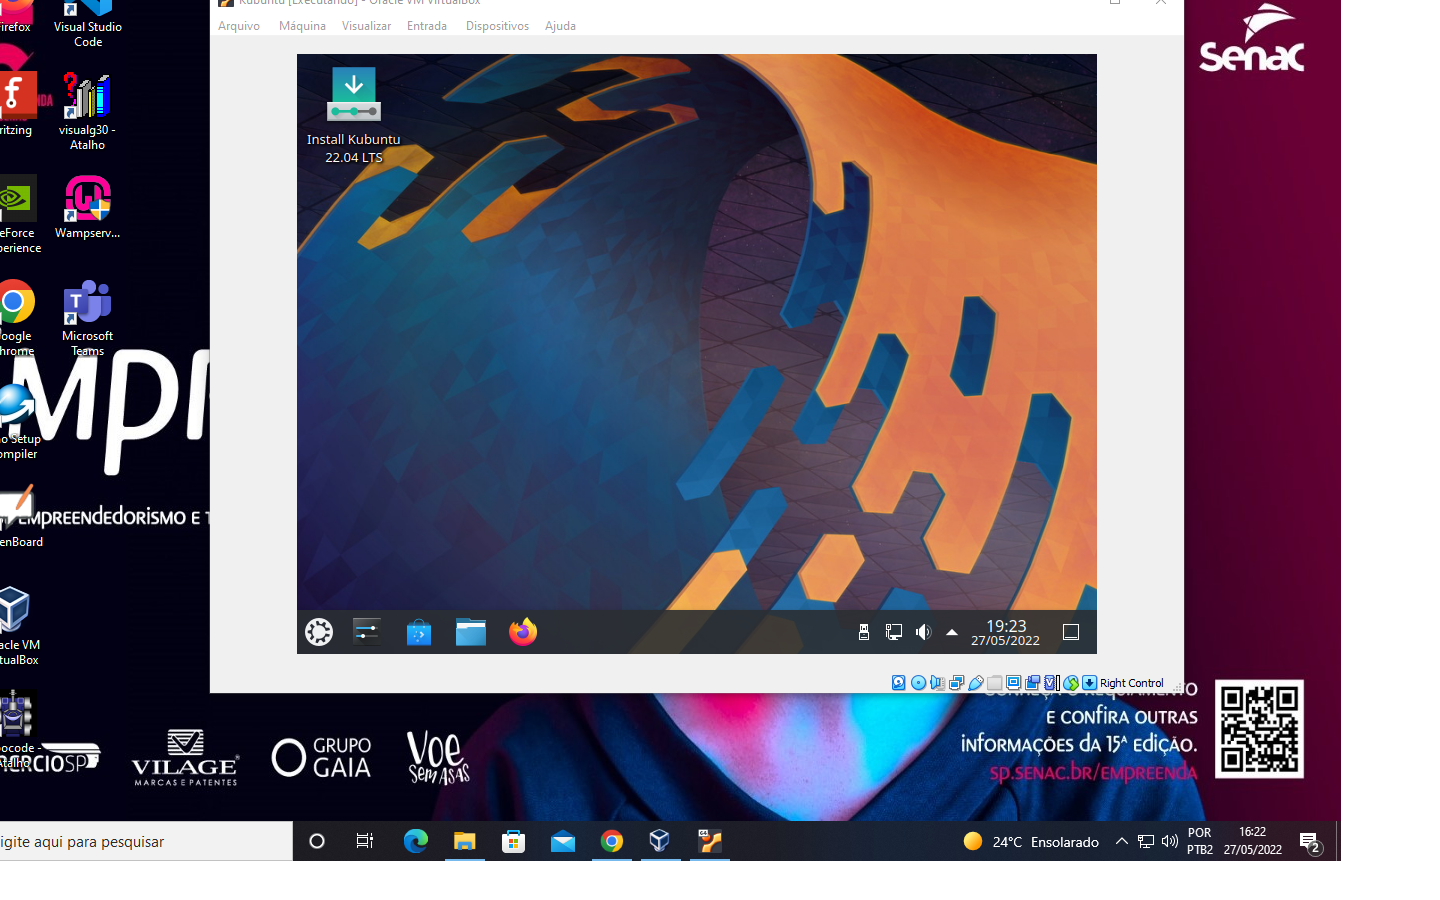 Kubuntu [Executando] - Oracle VM VirtualBox
Arquivo Máquina Visualizar Entrada Dispositivos Ajuda
irefox
Visual Studio
Code
ritzing
visualg30 -
Atalho
eForce
perience
Wampserv...
oogle
hrome
Microsoft
Teams
mpr
o Setup
ompiler
EMPREENDEDORISMO E T
enBoard
acle VM
tualBox
ocode -
Atalho
Install Kubuntu
22.04 LTS
19:23
27/05/2022
Right Control
senac
E CONFIRA OUTRAS
INFORMAÇÕES DA 15ª EDIÇÃO.
sp.senac.br/empreenda
MERCIOSP
VILAGE
MARCAS E PATENTES
GRUPO
GAIA
VOE
SEM ASAS
igite aqui para pesquisar
64
24°C Ensolarado
POR
PTB2
16:22
27/05/2022
2